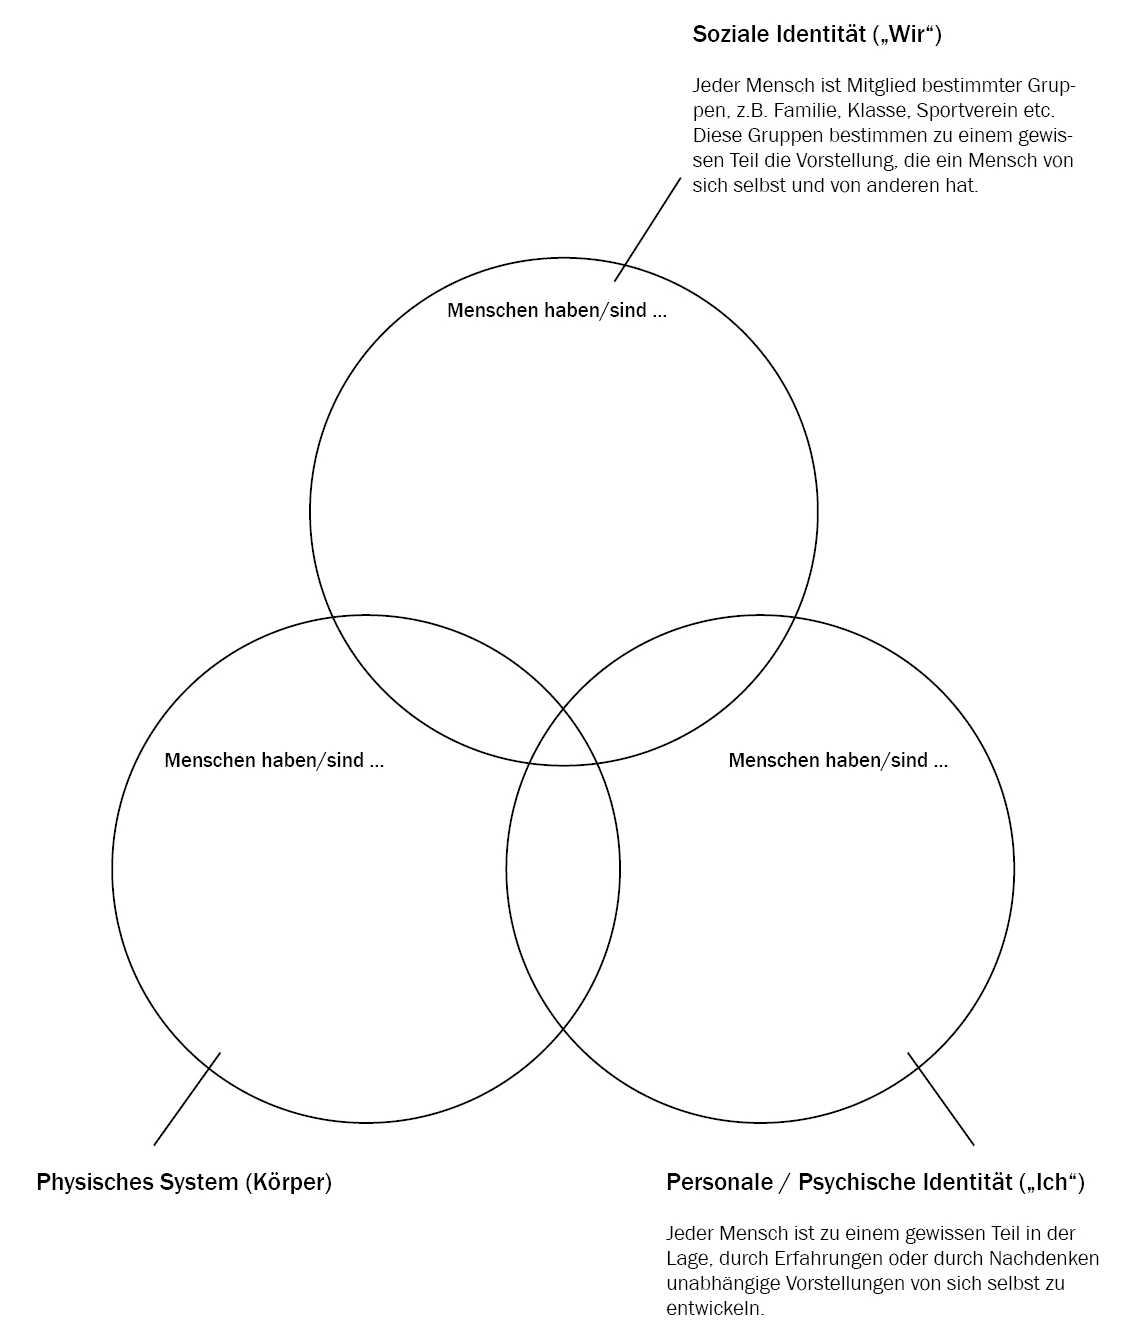 Soziale Identität („Wir“)
Jeder Mensch ist Mitglied bestimmter Grup-
pen, z.B. Familie, Klasse, Sportverein etc.
Diese Gruppen bestimmen zu einem gewis-
sen Teil die Vorstellung, die ein Mensch von
sich selbst und von anderen hat.
Menschen haben/sind ...
Menschen haben/sind ...
Menschen haben/sind ...
Physisches System (Körper)
Personale / Psychische Identität („Ich“)
Jeder Mensch ist zu einem gewissen Teil in der
Lage, durch Erfahrungen oder durch Nachdenken
unabhängige Vorstellungen von sich selbst zu
entwickeln.